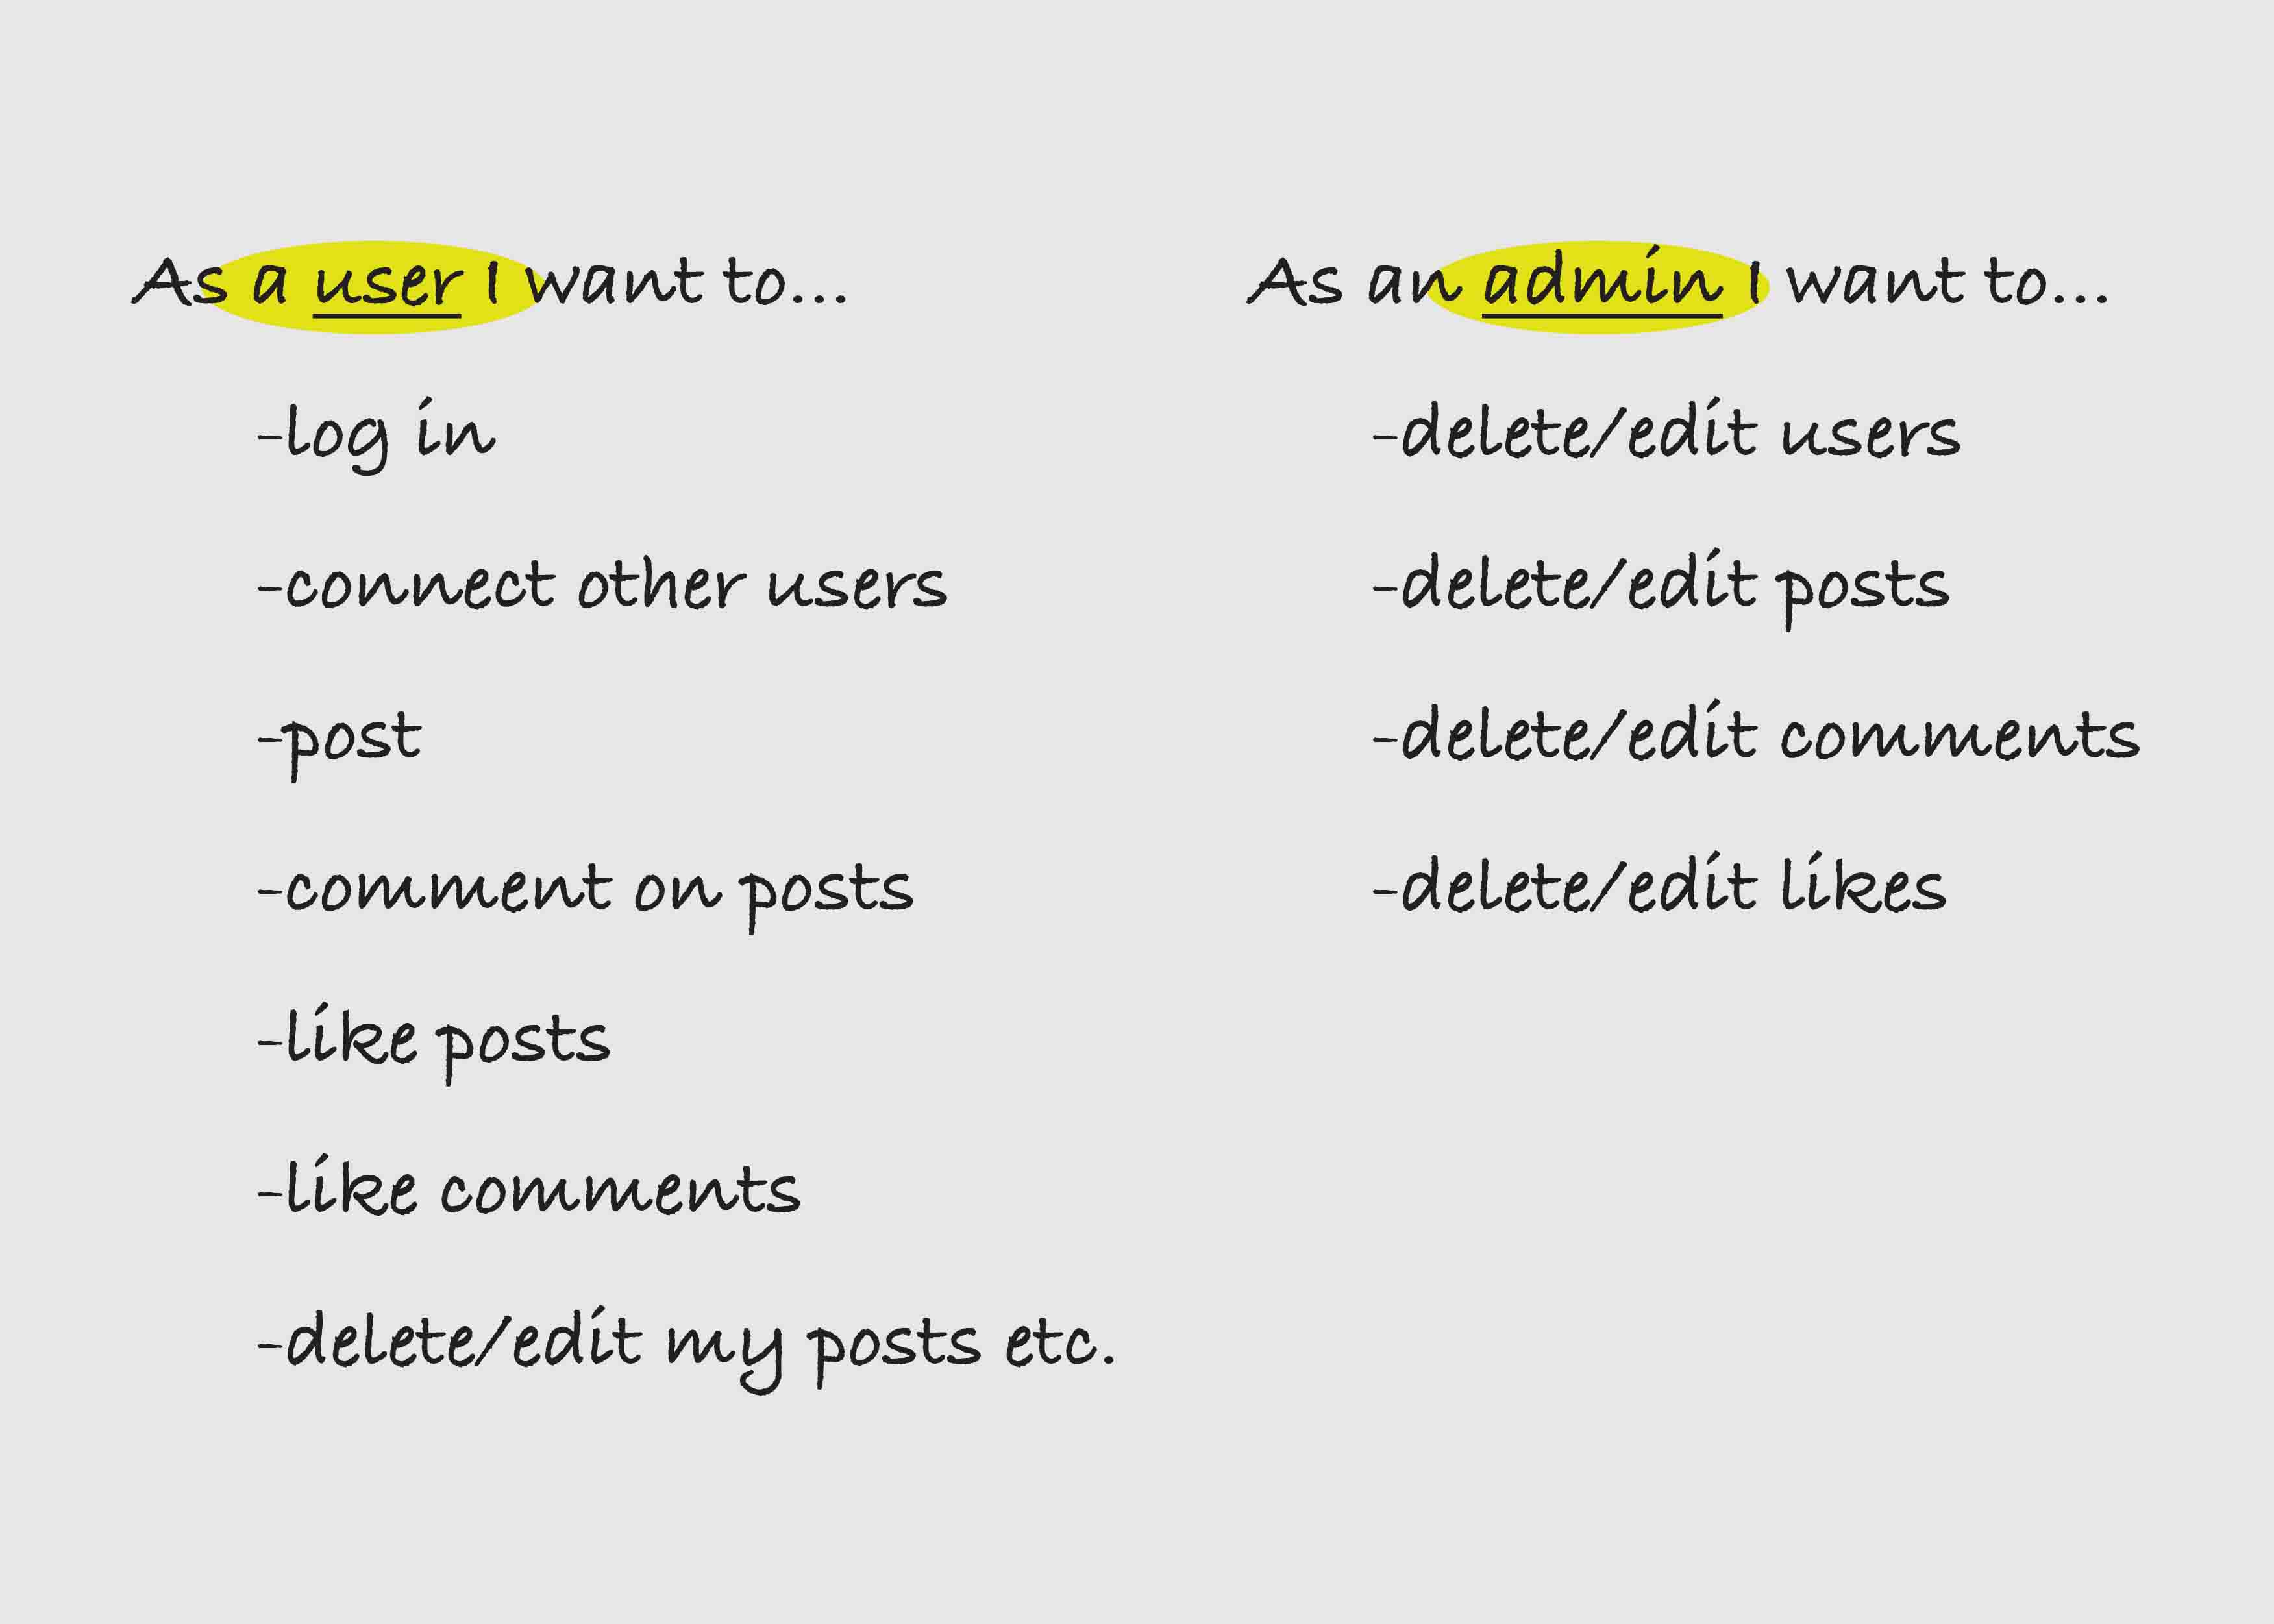 As a user I want to...
-log in
-connect other users
-post
-comment on posts
-like posts
-like comments
-delete/edit my posts etc.
As an admin I want to...
-delete/edit users
-delete/edit posts
-delete/edit comments
-delete/edit likes